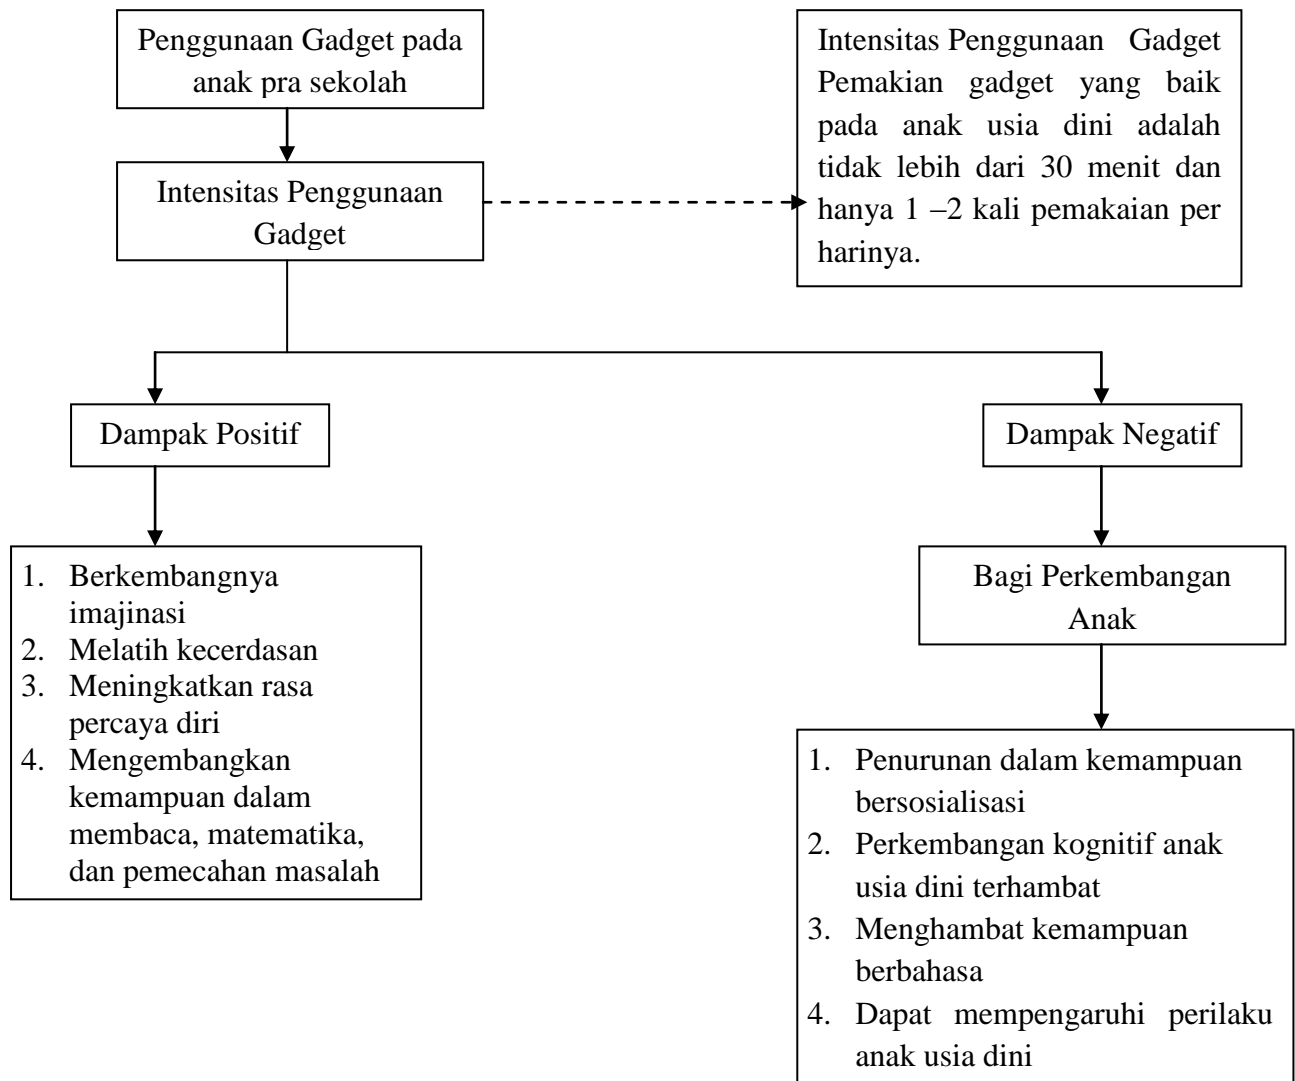 Penggunaan Gadget pada
anak pra sekolah
Intensitas Penggunaan Gadget
Pemakian gadget yang baik
pada anak usia dini adalah
tidak lebih dari 30 menit dan
hanya 1 –2 kali pemakaian per
harinya.
Intensitas Penggunaan
Gadget
Dampak Positif
Dampak Negatif
1. Berkembangnya
imajinasi
2. Melatih kecerdasan
3. Meningkatkan rasa
percaya diri
4. Mengembangkan
kemampuan dalam
membaca, matematika,
dan pemecahan masalah
Bagi Perkembangan
Anak
1. Penurunan dalam kemampuan
bersosialisasi
2. Perkembangan kognitif anak
usia dini terhambat
3. Menghambat kemampuan
berbahasa
4. Dapat mempengaruhi perilaku
anak usia dini